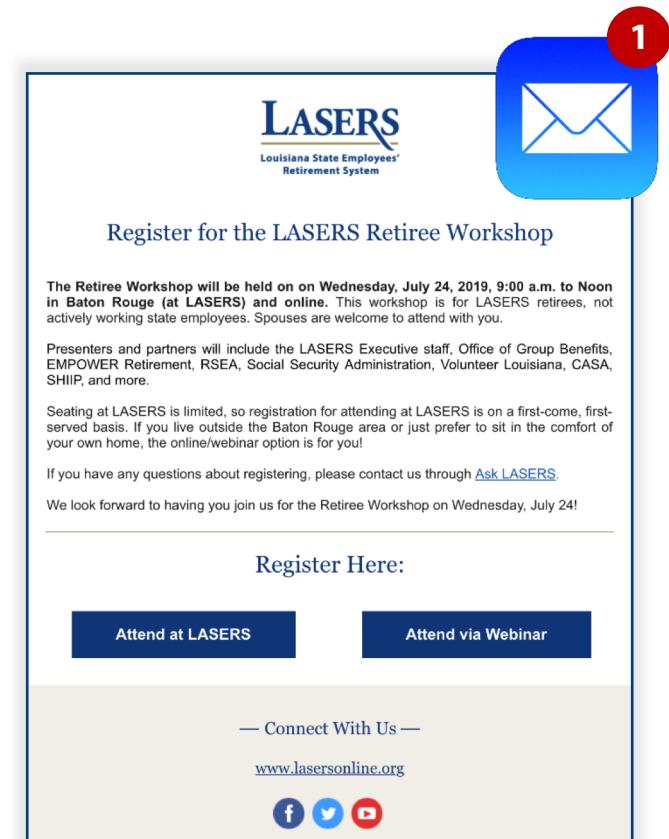 1
LASERS
Louisiana State Employees'
Retirement System
Register for the LASERS Retiree Workshop
The Retiree Workshop will be held on on Wednesday, July 24, 2019, 9:00 a.m. to Noon
in Baton Rouge (at LASERS) and online. This workshop is for LASERS retirees, not
actively working state employees. Spouses are welcome to attend with you.
Presenters and partners will include the LASERS Executive staff, Office of Group Benefits,
EMPOWER Retirement, RSEA, Social Security Administration, Volunteer Louisiana, CASA,
SHIIP, and more.
Seating at LASERS is limited, so registration for attending at LASERS is on a first-come, first-
served basis. If you live outside the Baton Rouge area or just prefer to sit in the comfort of
your own home, the online/webinar option is for you!
If you have any questions about registering, please contact us through Ask LASERS.
We look forward to having you join us for the Retiree Workshop on Wednesday, July 24!
Register Here:
Attend at LASERS
Attend via Webinar
— Connect With Us —
www.lasersonline.org